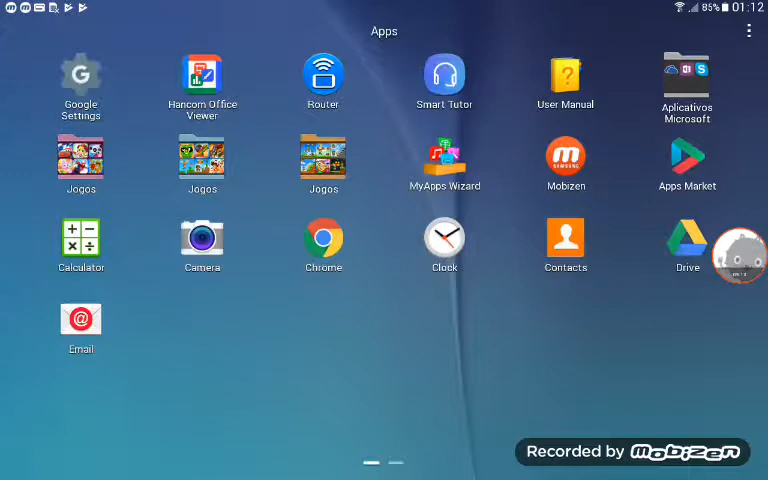 85% 01:12
Apps
Google
Settings
Hancom Office
Viewer
Router
Smart Tutor
User Manual
Aplicativos
Microsoft
Jogos
Jogos
Jogos
MyApps Wizard
Mobizen
Apps Market
Calculator
Camera
Chrome
Clock
Contacts
Drive
Email
Recorded by mobizen